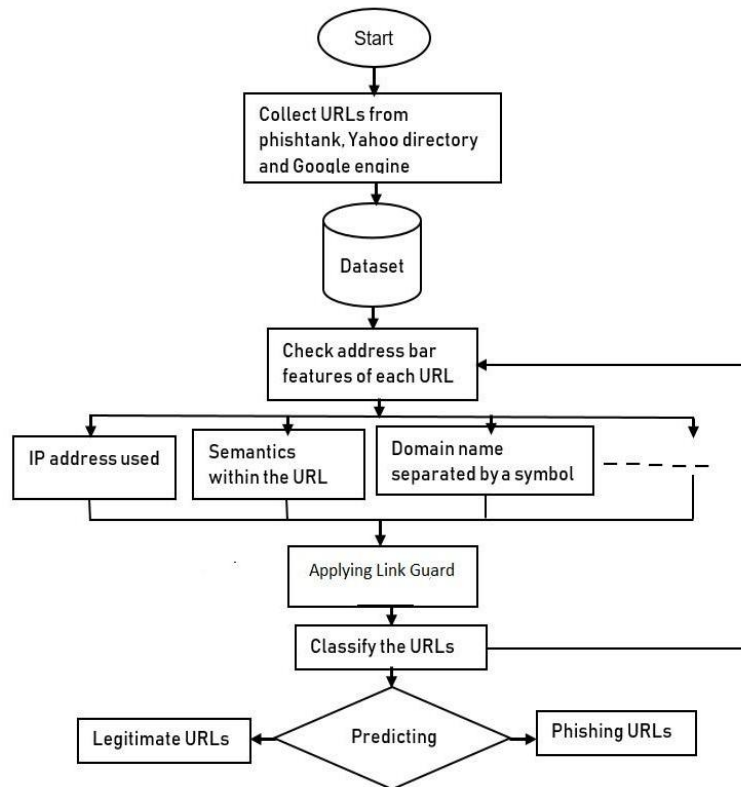 Start
Collect URLs from
phishtank, Yahoo directory
and Google engine
Dataset
Check address bar
features of each URL
IP address used
Semantics
within the URL
Domain name
separated by a symbol
Applying Link Guard
Classify the URLs
Legitimate URLs
Predicting
Phishing URLs